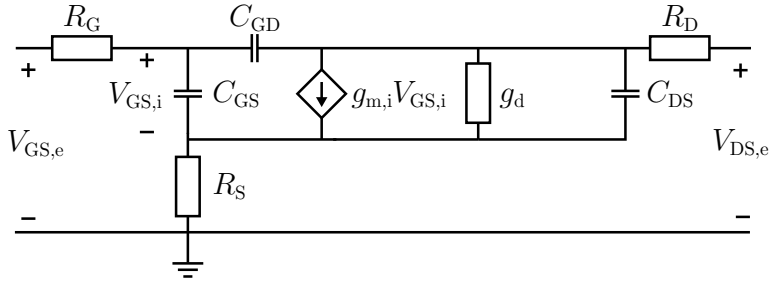 R_G
C_GD
R_D
+
+
+
V_GS,i
C_GS
g_m,i V_GS,i
g_d
C_DS
−
V_GS,e
V_DS,e
R_S
−
−